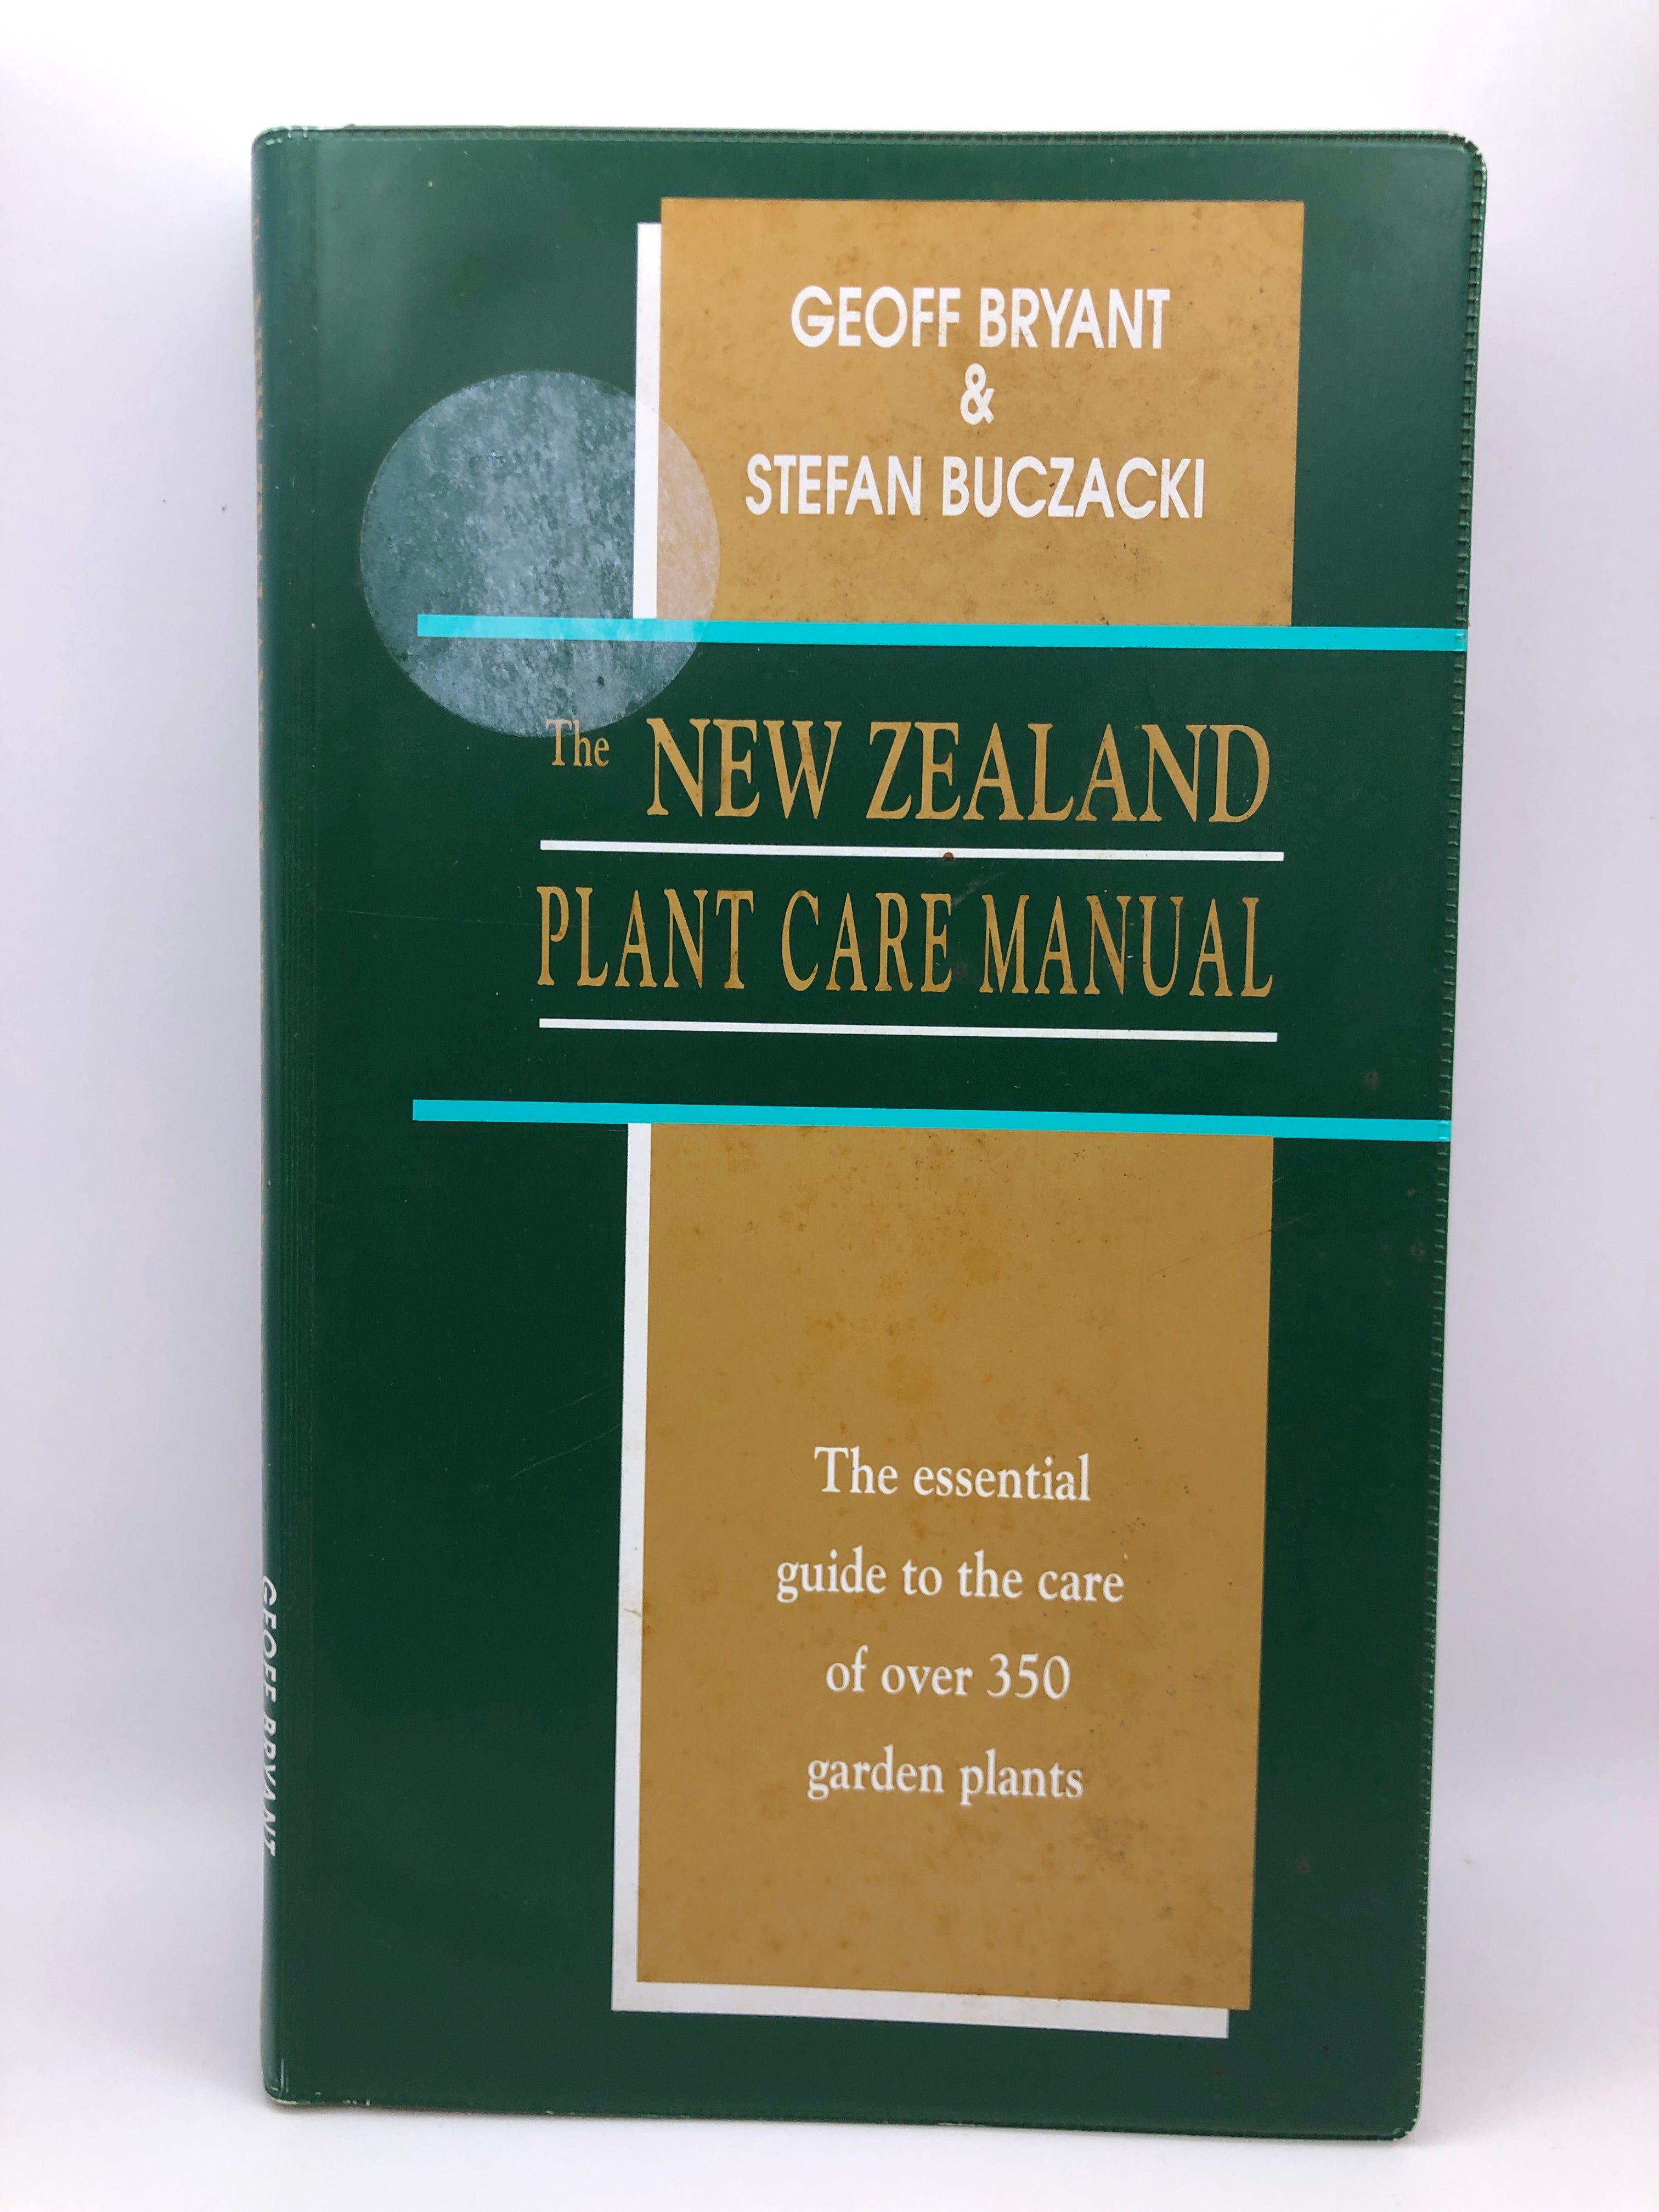 GEOFF BRYANT
&
STEFAN BUCZACKI
The NEW ZEALAND
PLANT CARE MANUAL
The essential
guide to the care
of over 350
garden plants
GEOFF BRYANT